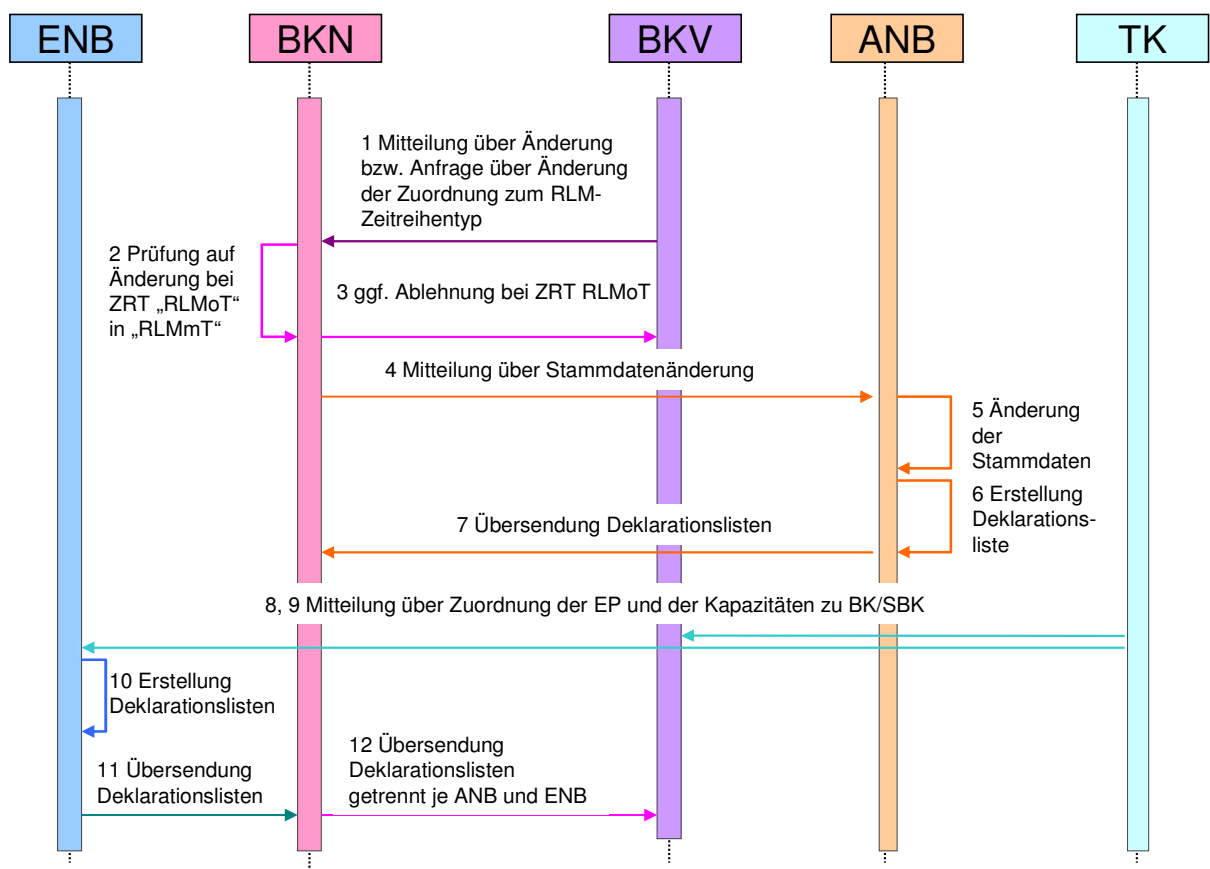 ENB
BKN
BKV
ANB
TK
1 Mitteilung über Änderung
bzw. Anfrage über Änderung
der Zuordnung zum RLM-
Zeitreihentyp
2 Prüfung auf
Änderung bei
ZRT „RLMoT“
in „RLMmT“
3 ggf. Ablehnung bei ZRT RLMoT
4 Mitteilung über Stammdatenänderung
5 Änderung
der
Stammdaten
6 Erstellung
Deklarations-
liste
7 Übersendung Deklarationslisten
8, 9 Mitteilung über Zuordnung der EP und der Kapazitäten zu BK/SBK
10 Erstellung
Deklarationslisten
11 Übersendung
Deklarationslisten
12 Übersendung
Deklarationslisten
getrennt je ANB und ENB